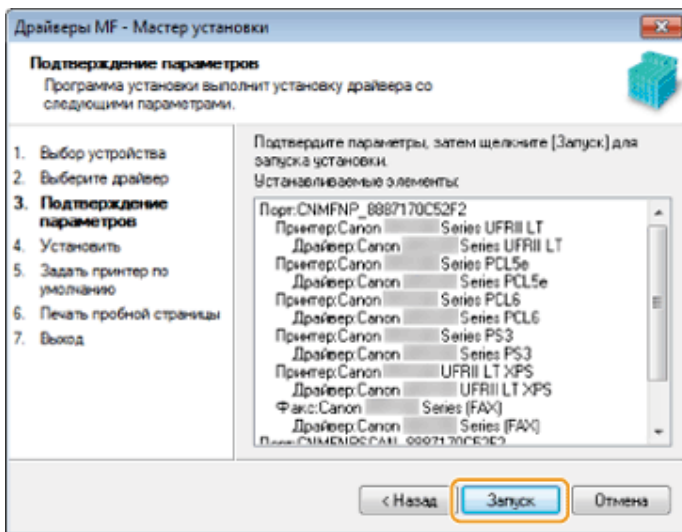 Драйверы MF - Мастер установки
Подтверждение параметров
Программа установки выполнит установку драйвера со
следующими параметрами.
1. Выбор устройства
2. Выберите драйвер
3. Подтверждение
параметров
4. Установить
5. Задать принтер по
умолчанию
6. Печать пробной страницы
7. Выход
Подтвердите параметры, затем щелкните [Запуск] для
запуска установки.
Устанавливаемые элементы:
Порт:CNMFNP_8887170C52F2
Принтер:Canon Series UFRII LT
Драйвер:Canon Series UFRII LT
Принтер:Canon Series PCL5e
Драйвер:Canon Series PCL5e
Принтер:Canon Series PCL6
Драйвер:Canon Series PCL6
Принтер:Canon Series PS3
Драйвер:Canon Series PS3
Принтер:Canon UFRII LT XPS
Драйвер:Canon UFRII LT XPS
Факс:Canon Series (FAX)
Драйвер:Canon Series (FAX)
< Назад
Запуск
Отмена